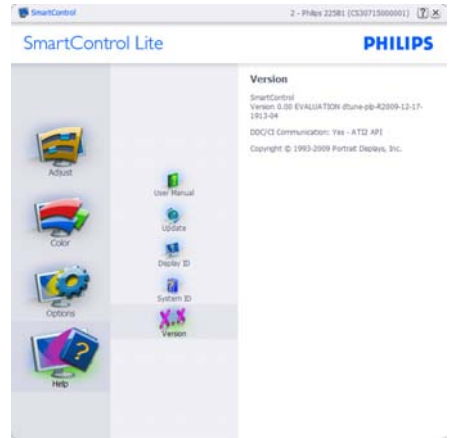 SmartControl
2 - Philips 225B1 (CS30715000001)
SmartControl Lite
PHILIPS
Adjust
Color
Options
Help
User Manual
Update
Display ID
System ID
Version
Version
SmartControl
Version 0.00 EVALUATION dtune-plp-R2009-12-17-
1913-04
DDC/CI Communication: Yes - ATI2 API
Copyright © 1993-2009 Portrait Displays, Inc.